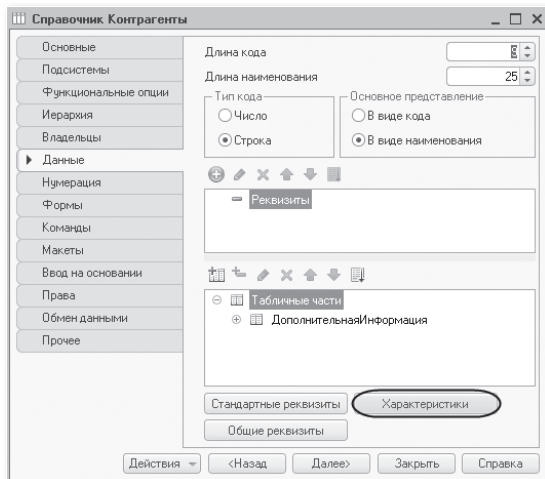 Справочник Контрагенты
Основные
Подсистемы
Функциональные опции
Иерархия
Владельцы
Данные
Нумерация
Формы
Команды
Макеты
Ввод на основании
Права
Обмен данными
Прочее
Длина кода
Длина наименования 25
Тип кода
Число
Строка
Основное представление
В виде кода
В виде наименования
Реквизиты
Табличные части
ДополнительнаяИнформация
Стандартные реквизиты Характеристики
Общие реквизиты
Действия <Назад Далее> Закрыть Справка